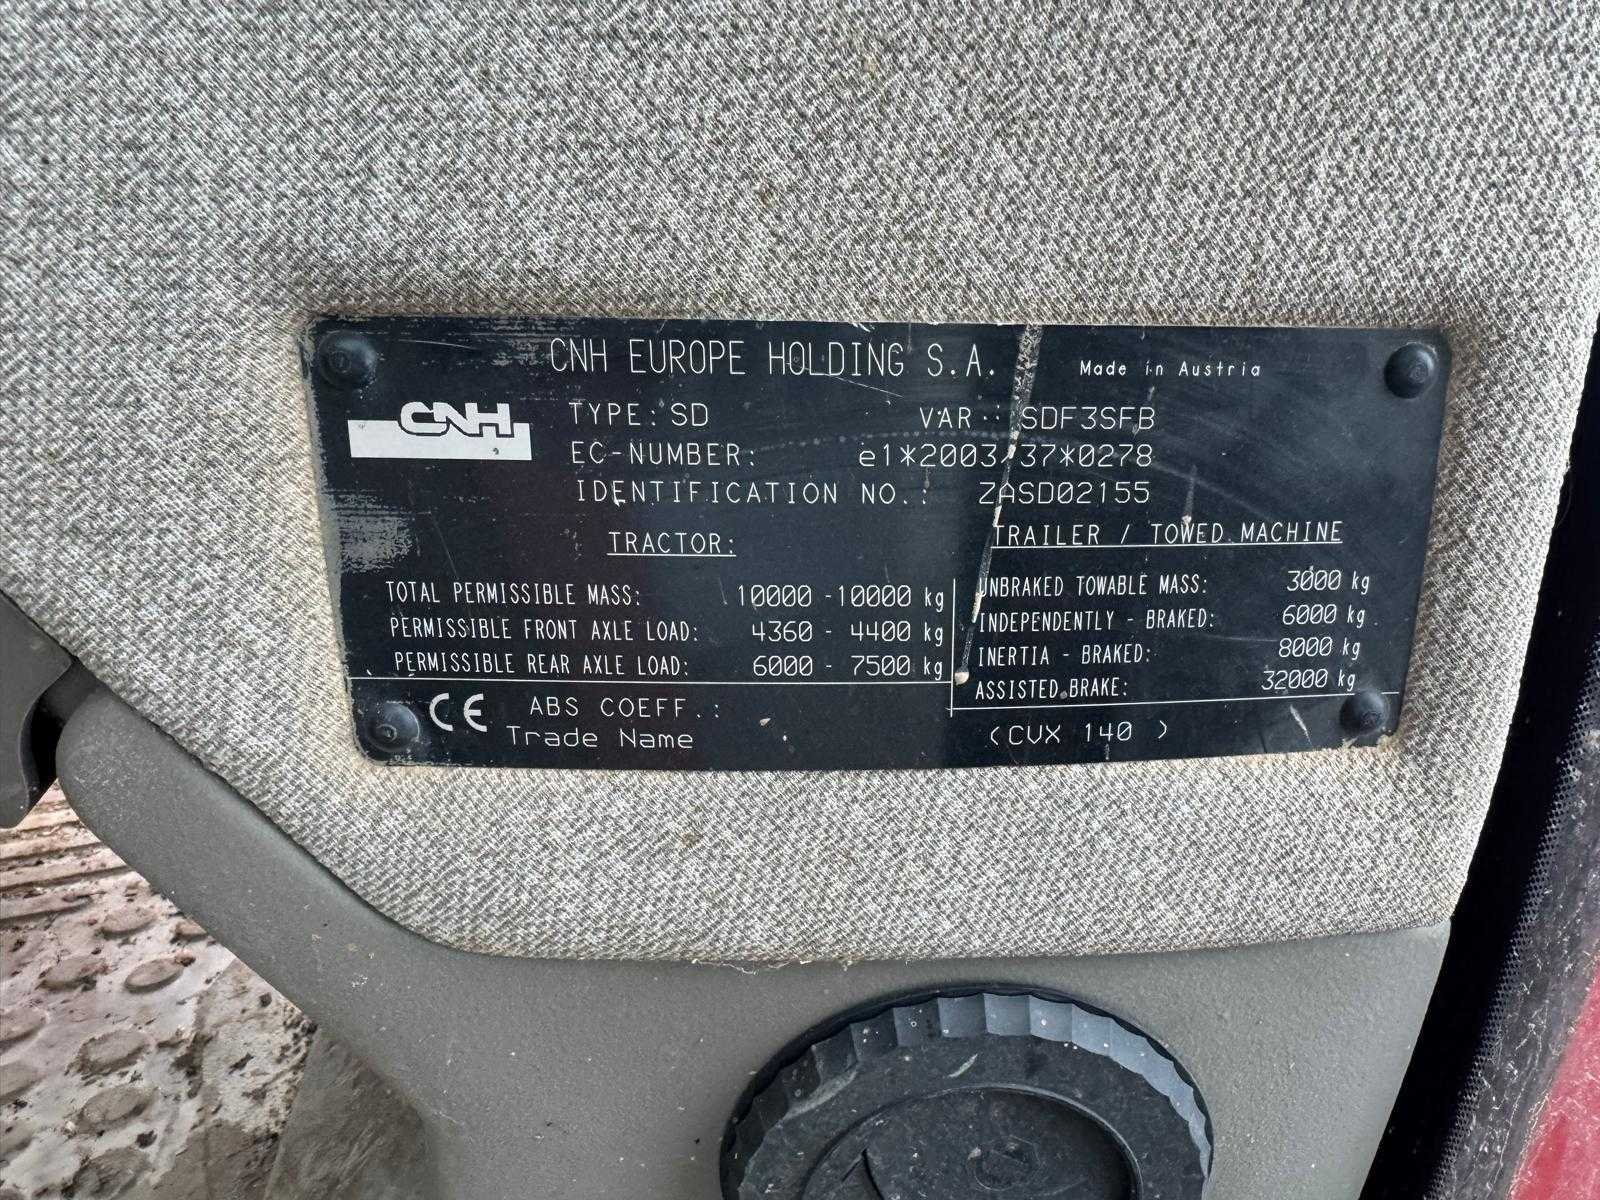 CNH EUROPE HOLDING S.A. Made in Austria
CNH
TYPE: SD VAR.: SDF3SFB
EC-NUMBER: e1*2003/37*0278
IDENTIFICATION NO.: ZASD02155
TRACTOR:
TOTAL PERMISSIBLE MASS: 10000 - 10000 kg
PERMISSIBLE FRONT AXLE LOAD: 4360 - 4400 kg
PERMISSIBLE REAR AXLE LOAD: 6000 - 7500 kg
TRAILER / TOWED MACHINE
UNBRAKED TOWABLE MASS: 3000 kg
INDEPENDENTLY - BRAKED: 6000 kg
INERTIA - BRAKED: 8000 kg
ASSISTED BRAKE: 32000 kg
CE ABS COEFF.:
Trade Name (CVX 140 )